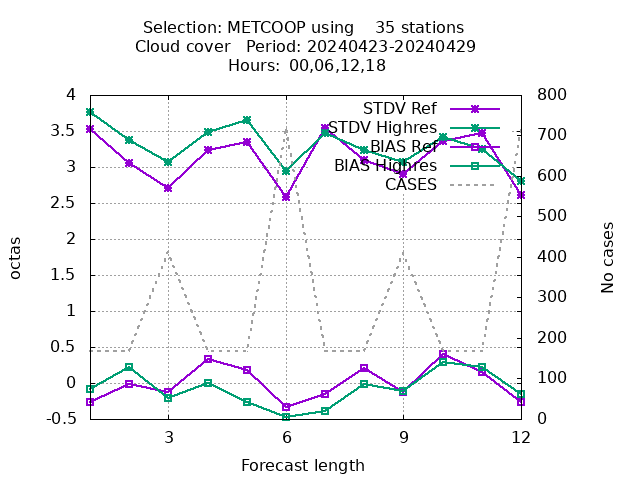 Selection: METCOOP using    35 stations
Cloud cover   Period: 20240423-20240429
Hours: 00,06,12,18
STDV Ref
STDV Highres
BIAS Ref
BIAS Highres
CASES
4
3.5
3
2.5
2
1.5
1
0.5
0
-0.5
800
700
600
500
400
300
200
100
0
octas
No cases
3 6 9 12
Forecast length